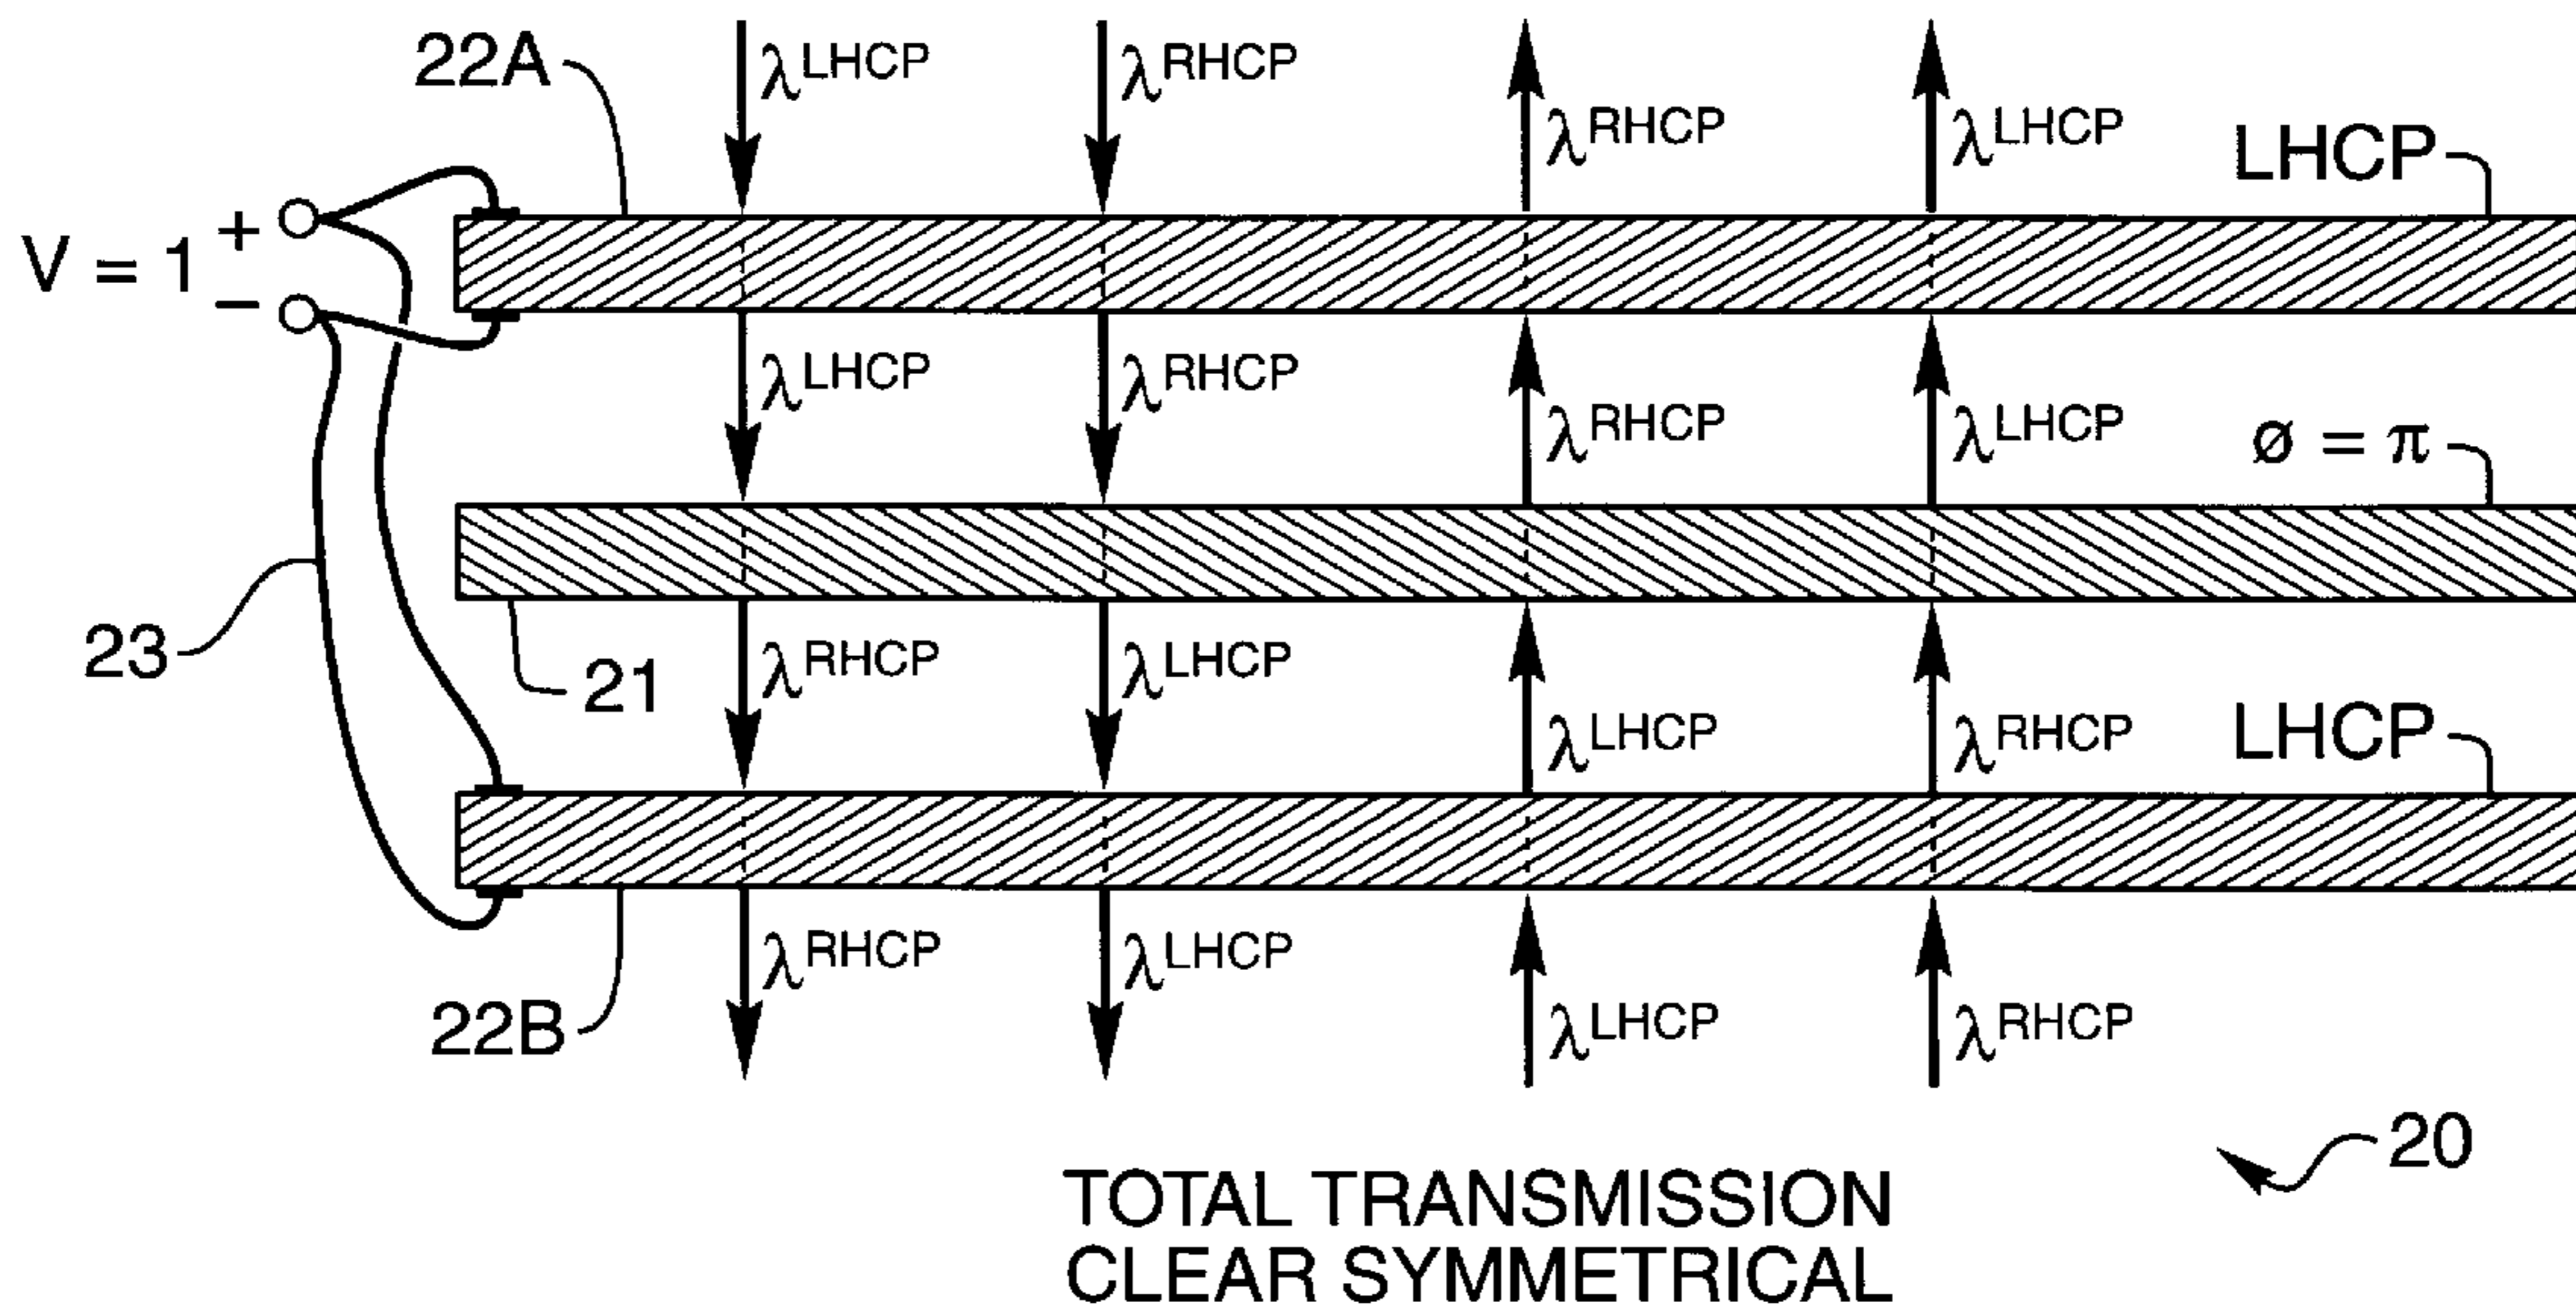 22A
λLHCP
λRHCP
λRHCP
λLHCP
LHCP
V = 1
+
−
λLHCP
λRHCP
λRHCP
λLHCP
ø = π
23
21
λRHCP
λLHCP
λLHCP
λRHCP
LHCP
22B
λRHCP
λLHCP
λLHCP
λRHCP
20
TOTAL TRANSMISSION
CLEAR SYMMETRICAL